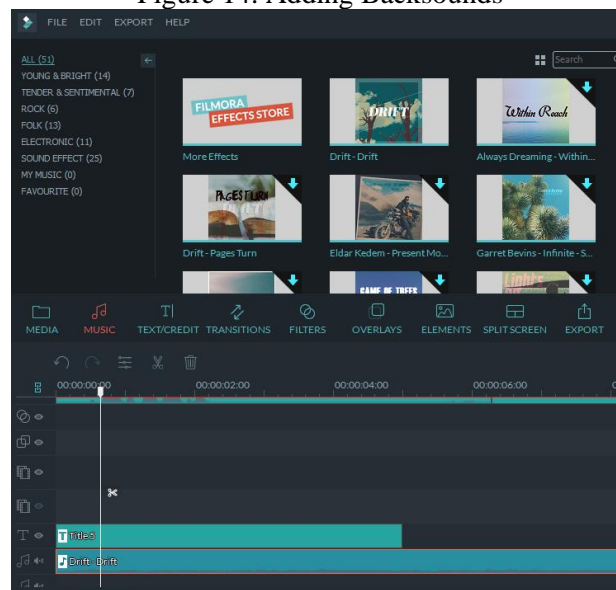 Figure 14. Adding Backsounds
FILE EDIT EXPORT HELP
ALL (51)
YOUNG & BRIGHT (14)
TENDER & SENTIMENTAL (7)
ROCK (6)
FOLK (13)
ELECTRONIC (11)
SOUND EFFECT (25)
MY MUSIC (0)
FAVOURITE (0)
Search
FILMORA
EFFECTS STORE
DRIFT
Within Reach
More Effects
Drift - Drift
Always Dreaming - Within...
PAGES TURN
Drift - Pages Turn
Eldar Kedem - Present Mo...
Garret Bevins - Infinite - S...
GAME OF TREES
Lights
MEDIA MUSIC TEXT/CREDIT TRANSITIONS FILTERS OVERLAYS ELEMENTS SPLIT SCREEN EXPORT
00:00:00:00 00:00:02:00 00:00:04:00 00:00:06:00
T Title 3
Drift - Drift